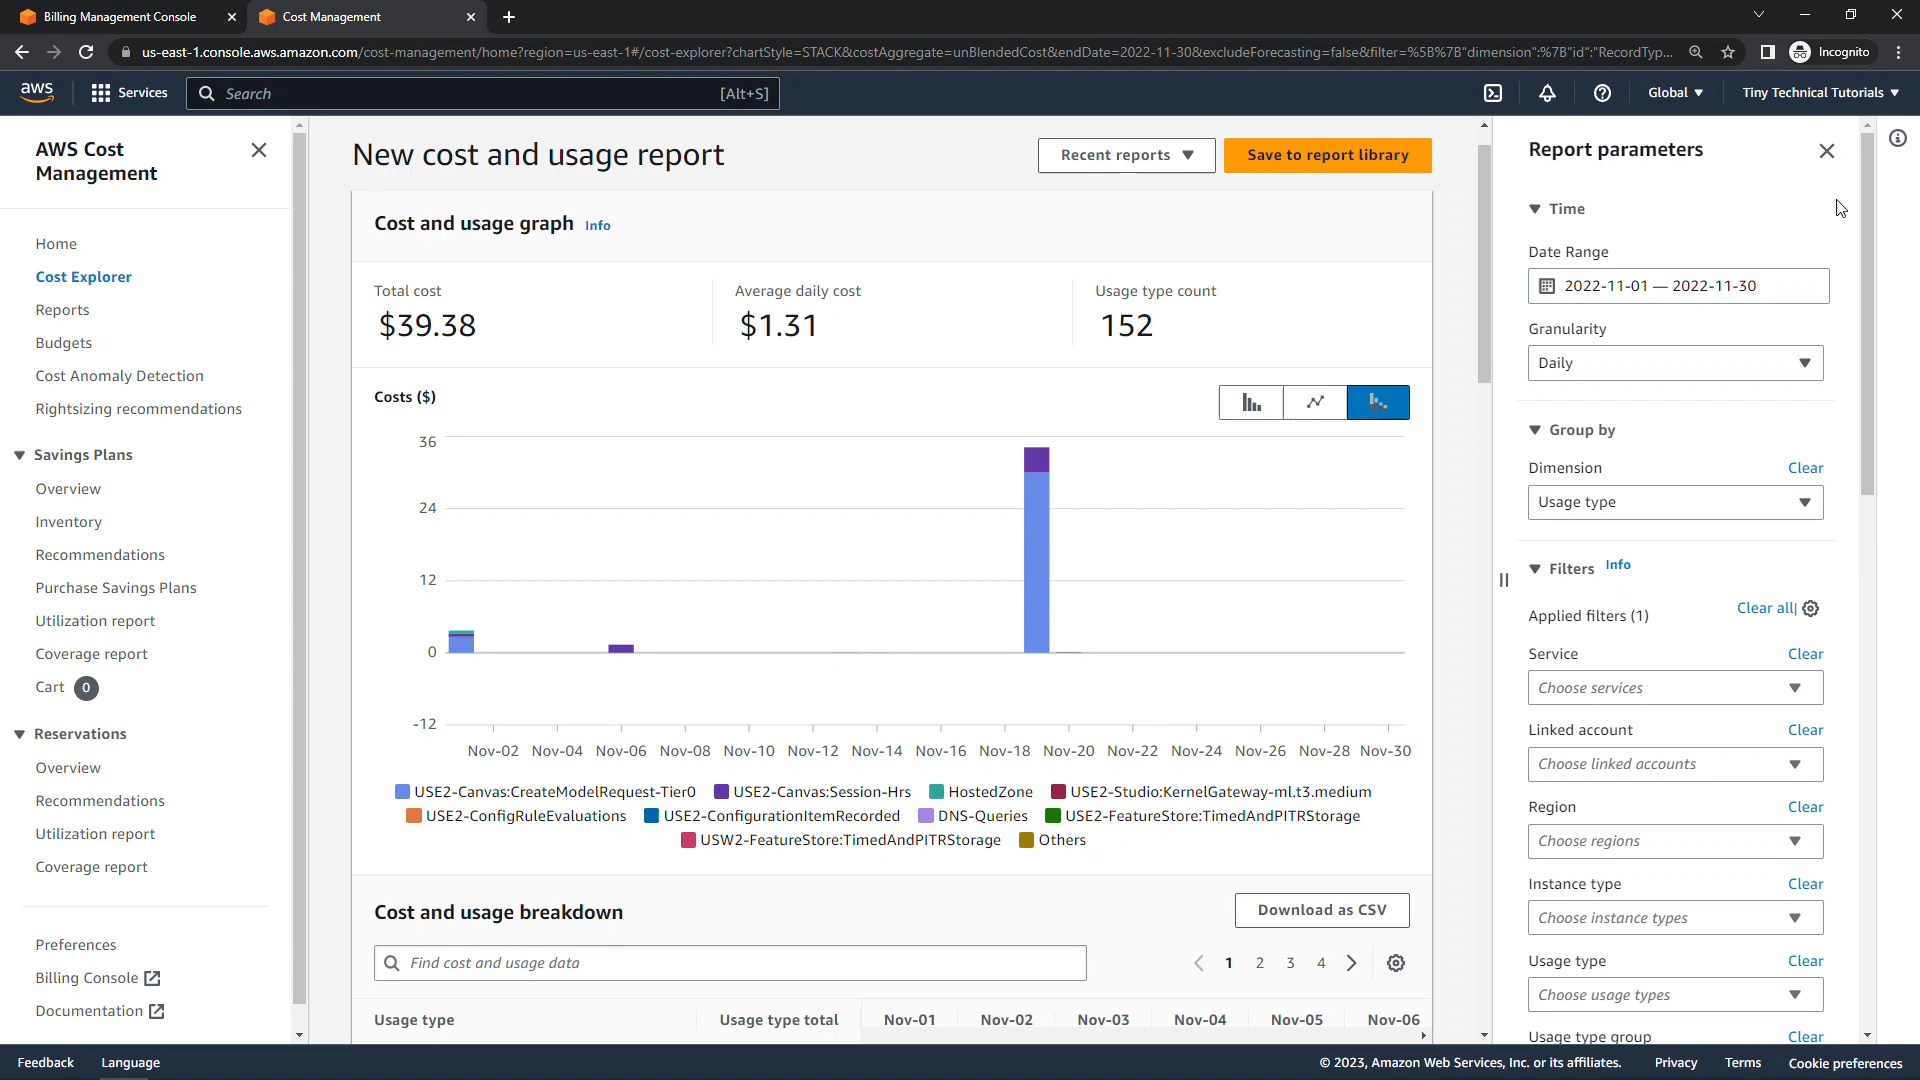 Billing Management Console
Cost Management
us-east-1.console.aws.amazon.com/cost-management/home?region=us-east-1#/cost-explorer?chartStyle=STACK&costAggregate=unBlendedCost&endDate=2022-11-30&excludeForecasting=false&filter=%5B%7B"dimension":%7B"id":"RecordTyp...
Incognito
aws
Services
Search
[Alt+S]
Global
Tiny Technical Tutorials
AWS Cost
Management
Home
Cost Explorer
Reports
Budgets
Cost Anomaly Detection
Rightsizing recommendations
Savings Plans
Overview
Inventory
Recommendations
Purchase Savings Plans
Utilization report
Coverage report
Cart 0
Reservations
Overview
Recommendations
Utilization report
Coverage report
Preferences
Billing Console
Documentation
New cost and usage report
Recent reports
Save to report library
Cost and usage graph Info
Total cost
$39.38
Average daily cost
$1.31
Usage type count
152
Costs ($)
36
24
12
0
-12
Nov-02 Nov-04 Nov-06 Nov-08 Nov-10 Nov-12 Nov-14 Nov-16 Nov-18 Nov-20 Nov-22 Nov-24 Nov-26 Nov-28 Nov-30
USE2-Canvas:CreateModelRequest-Tier0 USE2-Canvas:Session-Hrs HostedZone USE2-Studio:KernelGateway-ml.t3.medium
USE2-ConfigRuleEvaluations USE2-ConfigurationItemRecorded DNS-Queries USE2-FeatureStore:TimedAndPITRStorage
USW2-FeatureStore:TimedAndPITRStorage Others
Cost and usage breakdown
Download as CSV
Find cost and usage data
1 2 3 4
Usage type Usage type total Nov-01 Nov-02 Nov-03 Nov-04 Nov-05 Nov-06
Report parameters
Time
Date Range
2022-11-01 — 2022-11-30
Granularity
Daily
Group by
Dimension Clear
Usage type
Filters Info
Applied filters (1) Clear all|
Service Clear
Choose services
Linked account Clear
Choose linked accounts
Region Clear
Choose regions
Instance type Clear
Choose instance types
Usage type Clear
Choose usage types
Usage type group Clear
Feedback Language
© 2023, Amazon Web Services, Inc. or its affiliates. Privacy Terms Cookie preferences